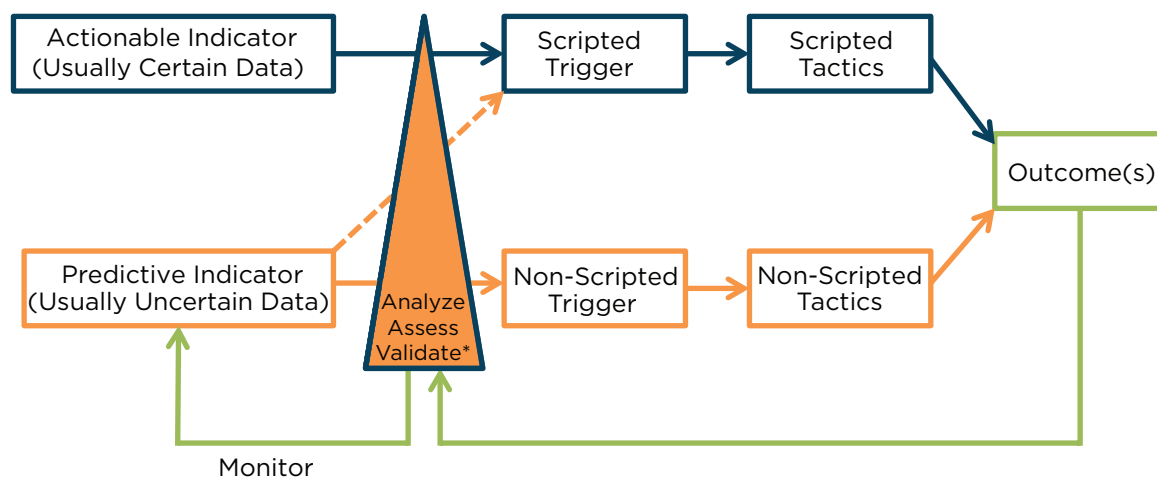 Actionable Indicator
(Usually Certain Data)
Scripted
Trigger
Scripted
Tactics
Outcome(s)
Predictive Indicator
(Usually Uncertain Data)
Analyze
Assess
Validate*
Non-Scripted
Trigger
Non-Scripted
Tactics
Monitor